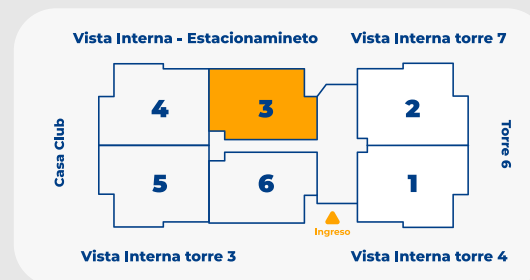 Vista Interna - Estacionamineto
Vista Interna torre 7
4
3
2
Casa Club
Torre 6
5
6
1
Ingreso
Vista Interna torre 3
Vista Interna torre 4